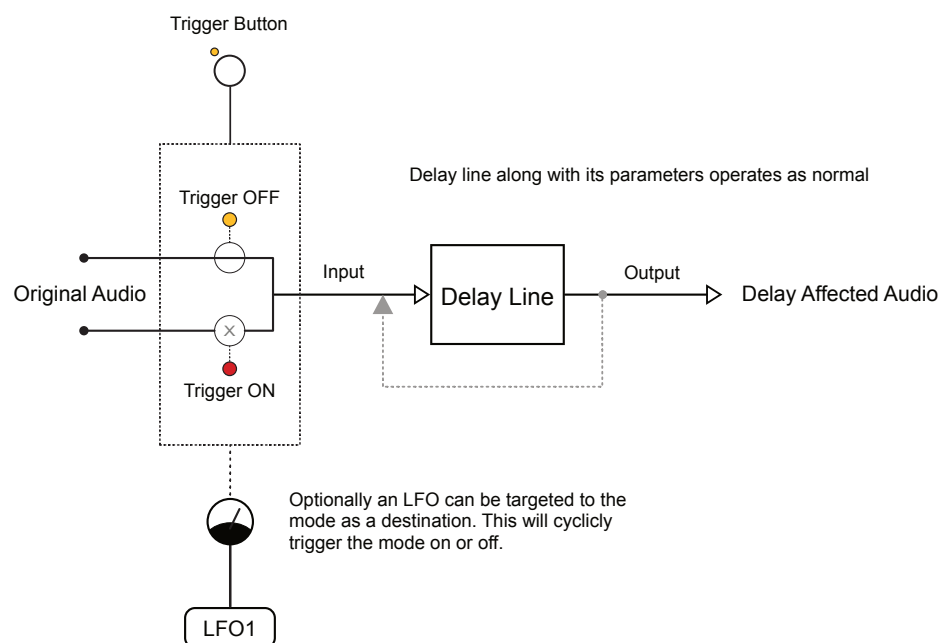 Trigger Button
Delay line along with its parameters operates as normal
Trigger OFF
Original Audio
Input
Delay Line
Output
Delay Affected Audio
X
Trigger ON
Optionally an LFO can be targeted to the
mode as a destination. This will cyclicly
trigger the mode on or off.
LFO1